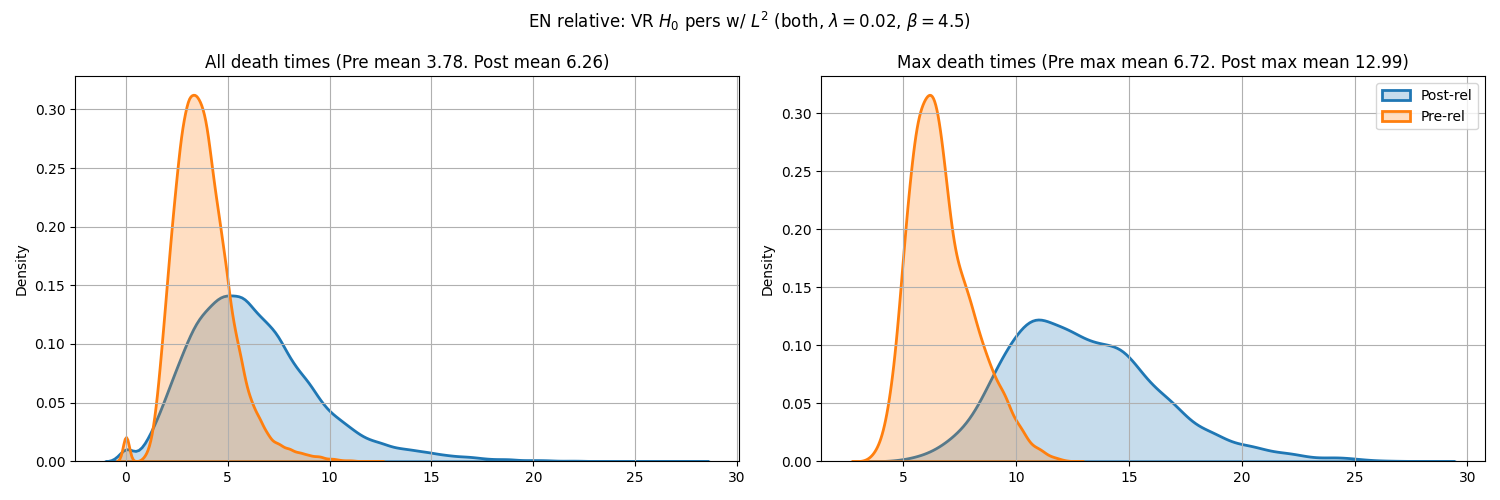 EN relative: VR $H_0$ pers w/ $L^2$ (both, $\lambda = 0.02$, $\beta = 4.5$)
All death times (Pre mean 3.78. Post mean 6.26)
Density
0.30
0.25
0.20
0.15
0.10
0.05
0.00
0 5 10 15 20 25 30
Max death times (Pre max mean 6.72. Post max mean 12.99)
Post-rel
Pre-rel
Density
0.30
0.25
0.20
0.15
0.10
0.05
0.00
5 10 15 20 25 30